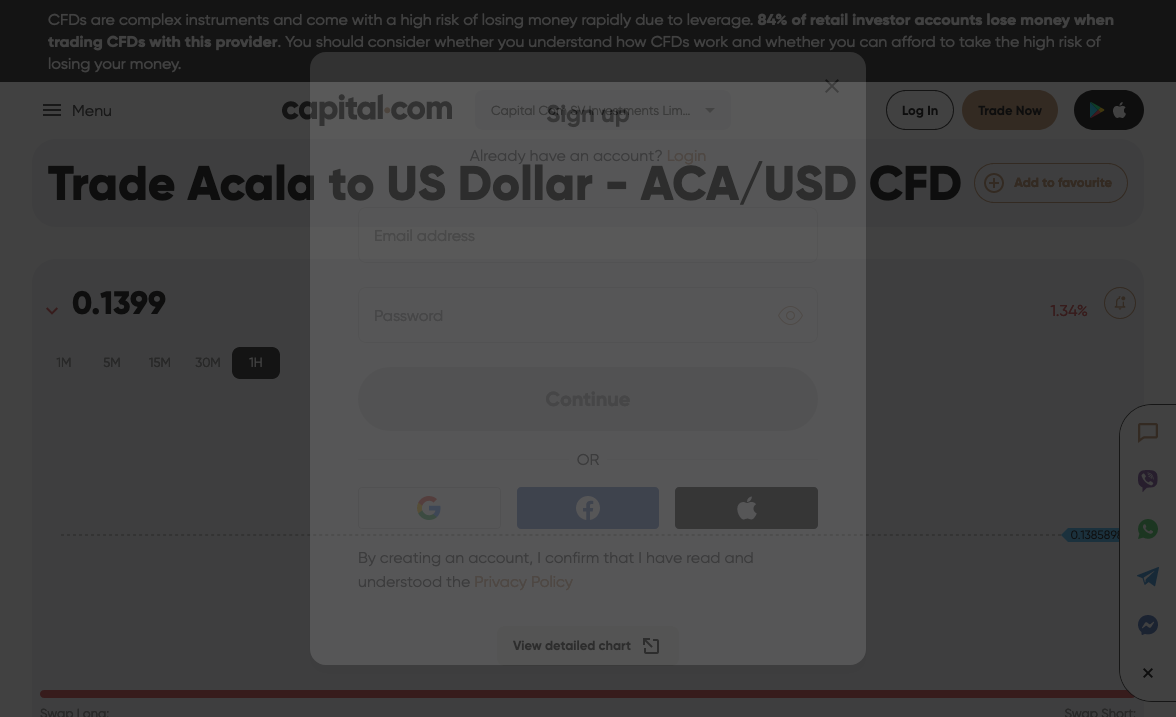 CFDs are complex instruments and come with a high risk of losing money rapidly due to leverage. 84% of retail investor accounts lose money when
trading CFDs with this provider. You should consider whether you understand how CFDs work and whether you can afford to take the high risk of
losing your money.
Menu
capital.com
Capital Com SV Investments Lim...
Log In
Trade Now
Sign up
Already have an account? Login
Trade Acala to US Dollar - ACA/USD CFD
Add to favourite
Email address
0.1399
1.34%
Password
1M
5M
15M
30M
1H
Continue
OR
0.138589
By creating an account, I confirm that I have read and
understood the Privacy Policy
View detailed chart
Swap Long:
Swap Short: